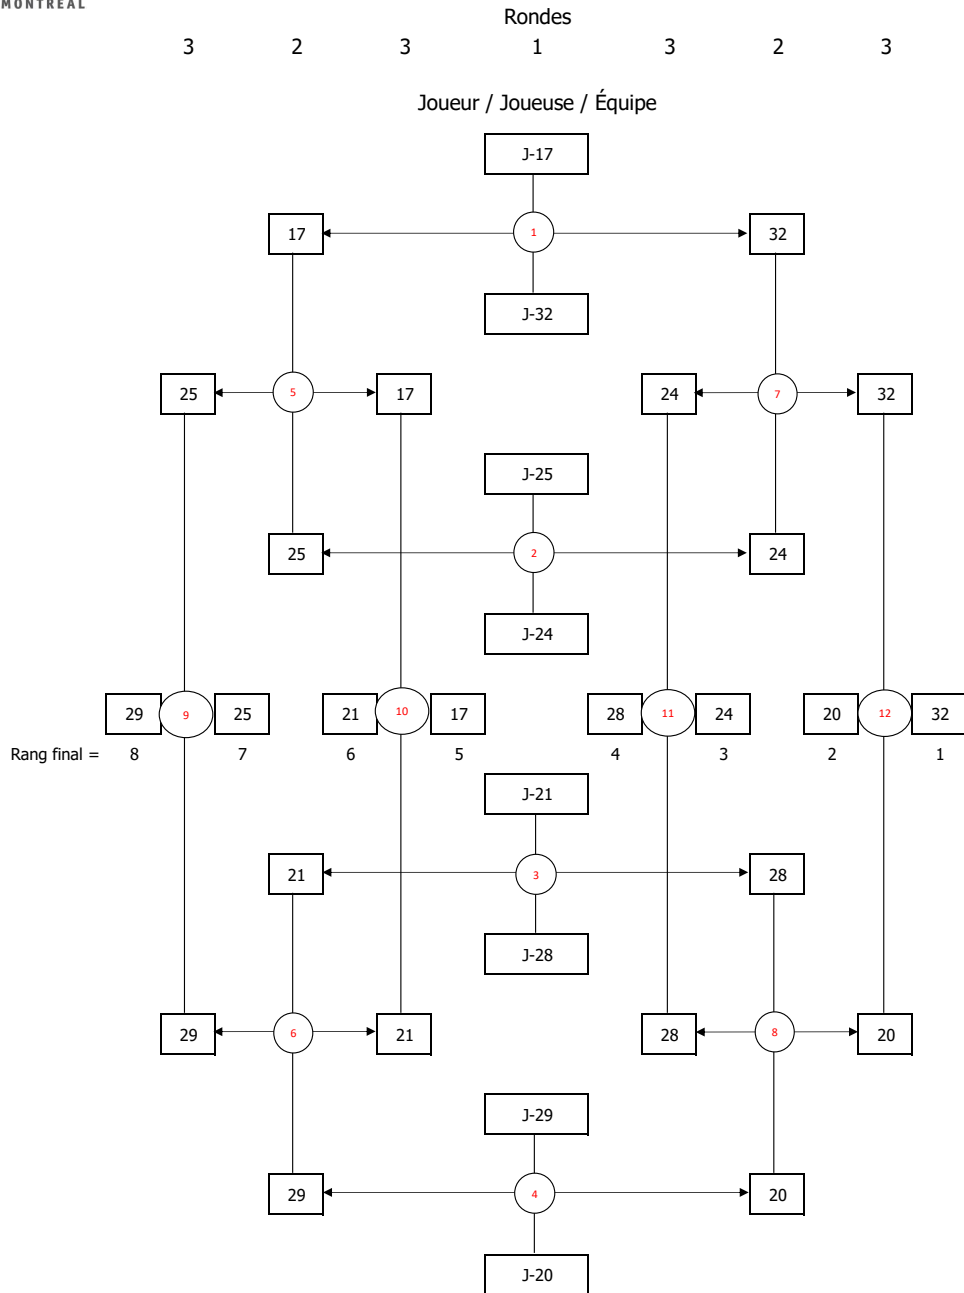 MONTRÉAL
Rondes
3 2 3 1 3 2 3
Joueur / Joueuse / Équipe
J-17
17 1 32
J-32
25 5 17 24 7 32
J-25
25 2 24
J-24
29 9 25 21 10 17 28 11 24 20 12 32
Rang final = 8 7 6 5 4 3 2 1
J-21
21 3 28
J-28
29 6 21 28 8 20
J-29
29 4 20
J-20